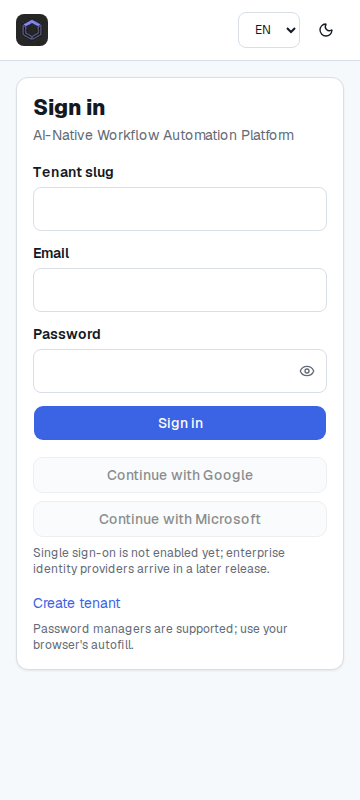 EN
Sign in
AI-Native Workflow Automation Platform
Tenant slug
Email
Password
Sign in
Continue with Google
Continue with Microsoft
Single sign-on is not enabled yet; enterprise
identity providers arrive in a later release.
Create tenant
Password managers are supported; use your
browser's autofill.